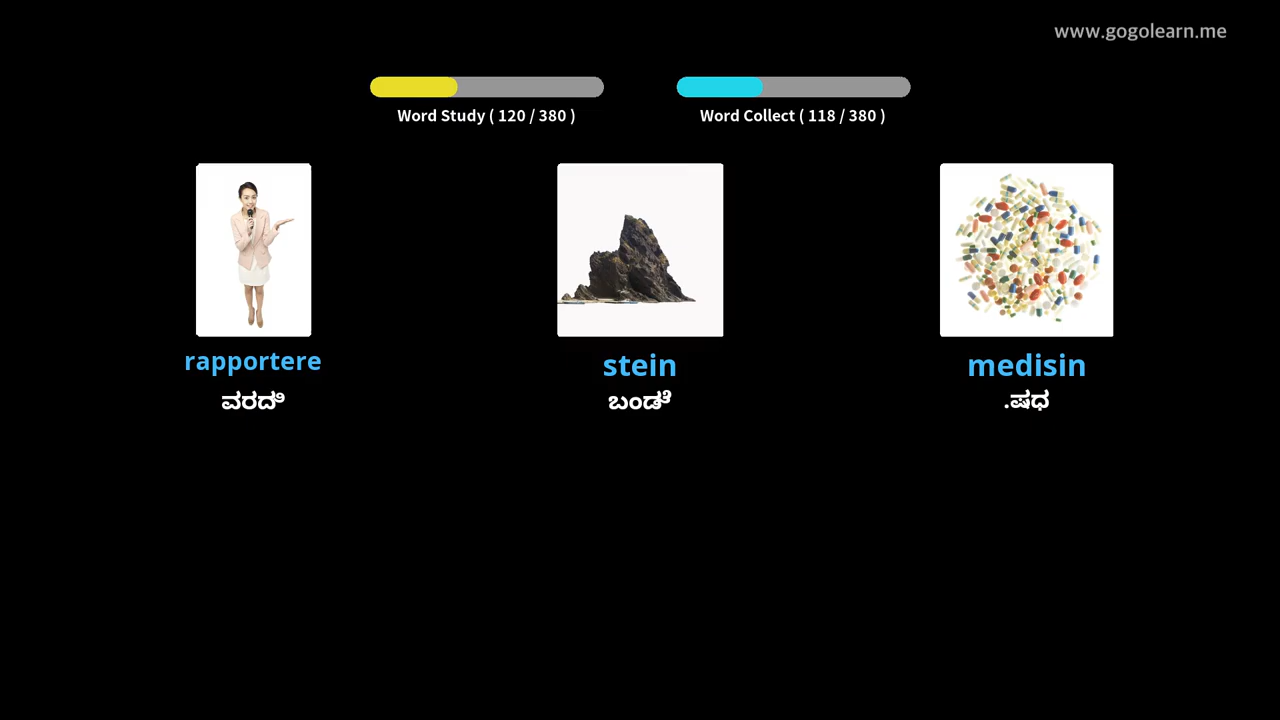 www.gogolearn.me
Word Study ( 120 / 380 )
Word Collect ( 118 / 380 )
rapportere
stein
medisin
ವರದಿ
ಬಂಡೆ
.ಷಧ